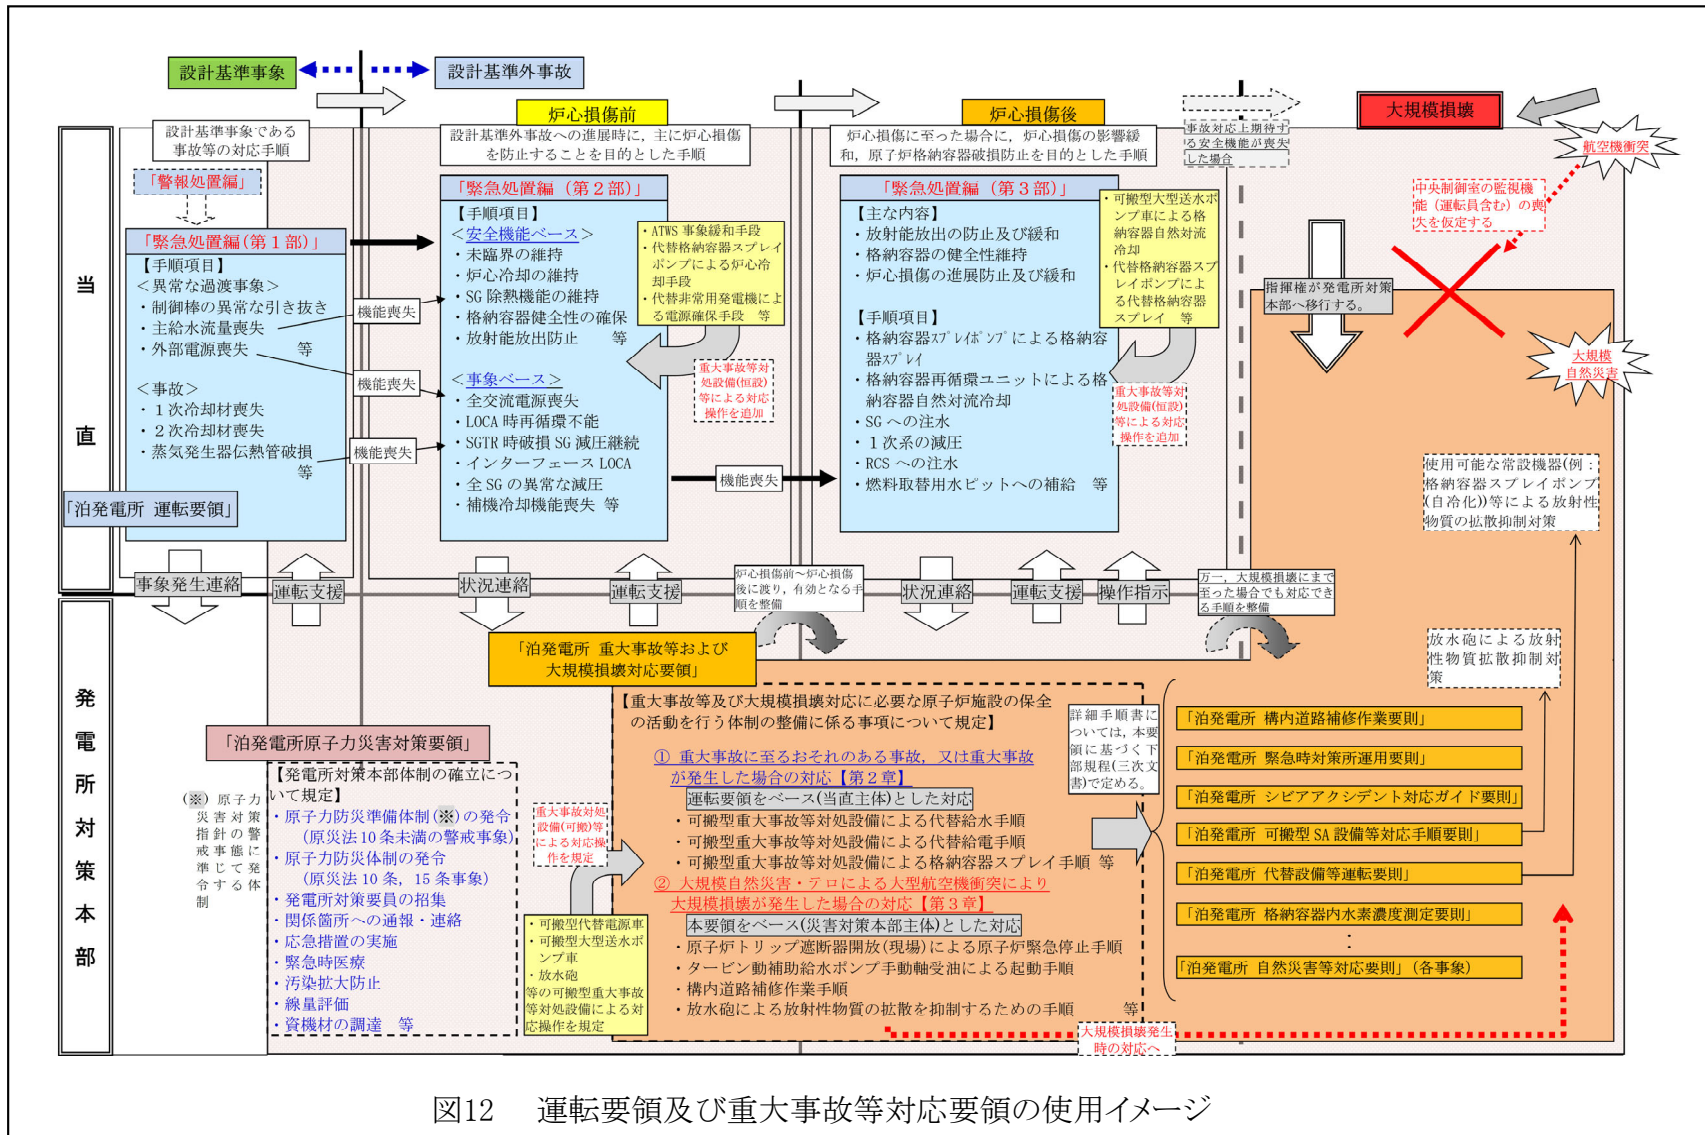 設計基準事象
設計基準外事故
炉心損傷前
炉心損傷後
大規模損壊
設計基準事象である
事故等の対応手順
設計基準外事故への進展時に，主に炉心損傷
を防止することを目的とした手順
炉心損傷に至った場合に，炉心損傷の影響緩
和，原子炉格納容器破損防止を目的とした手順
事故対応上期待す
る安全機能が喪失
した場合
航空機衝突
中央制御室の監視機
能（運転員含む）の喪
失を仮定する
大規模
自然災害
当
直
「警報処置編」
「緊急処置編(第１部)」
【手順項目】
＜異常な過渡事象＞
・制御棒の異常な引き抜き
・主給水流量喪失
・外部電源喪失　　等
＜事故＞
・１次冷却材喪失
・２次冷却材喪失
・蒸気発生器伝熱管破損
等
「泊発電所 運転要領」
機能喪失
機能喪失
機能喪失
「緊急処置編（第２部）」
【手順項目】
＜安全機能ベース＞
・未臨界の維持
・炉心冷却の維持
・SG 除熱機能の維持
・格納容器健全性の確保
・放射能放出防止　　等
＜事象ベース＞
・全交流電源喪失
・LOCA 時再循環不能
・SGTR 時破損 SG 減圧継続
・インターフェース LOCA
・全 SG の異常な減圧
・補機冷却機能喪失 等
・ATWS 事象緩和手段
・代替格納容器スプレイ
ポンプによる炉心冷
却手段
・代替非常用発電機によ
る電源確保手段　等
重大事故等対
処設備(恒設)
等による対応
操作を追加
機能喪失
「緊急処置編（第３部）」
【主な内容】
・放射能放出の防止及び緩和
・格納容器の健全性維持
・炉心損傷の進展防止及び緩和
【手順項目】
・格納容器ｽﾌﾟﾚｲﾎﾟﾝﾌﾟによる格納容
器ｽﾌﾟﾚｲ
・格納容器再循環ユニットによる格
納容器自然対流冷却
・SG への注水
・１次系の減圧
・RCS への注水
・燃料取替用水ピットへの補給　等
・可搬型大型送水ポ
ンプ車による格
納容器自然対流
冷却
・代替格納容器スプ
レイポンプによ
る代替格納容器
スプレイ　等
重大事故等対
処設備(恒設)
等による対応
操作を追加
指揮権が発電所対策
本部へ移行する。
使用可能な常設機器(例：
格納容器スプレイポンプ
(自冷化))等による放射性
物質の拡散抑制対策
事象発生連絡
運転支援
状況連絡
運転支援
炉心損傷前～炉心損傷
後に渡り，有効となる手
順を整備
状況連絡
運転支援
操作指示
万一，大規模損壊にまで
至った場合でも対応でき
る手順を整備
放水砲による放射
性物質拡散抑制対
策
発
電
所
対
策
本
部
「泊発電所 重大事故等および
大規模損壊対応要領」
「泊発電所原子力災害対策要領」
【発電所対策本部体制の確立につ
いて規定】
・原子力防災準備体制(※)の発令
（原災法 10 条未満の警戒事象)
・原子力防災体制の発令
（原災法 10 条，15 条事象）
・発電所対策要員の招集
・関係箇所への通報・連絡
・応急措置の実施
・緊急時医療
・汚染拡大防止
・線量評価
・資機材の調達　等
(※) 原子力
災害対策
指針の警
戒事態に
準じて発
令する体
制
重大事故対処
設備(可搬)等
による対応操
作を規定
・可搬型代替電源車
・可搬型大型送水ポ
ンプ車
・放水砲
等の可搬型重大事故
等対処設備による対
応操作を規定
【重大事故等及び大規模損壊対応に必要な原子炉施設の保全
の活動を行う体制の整備に係る事項について規定】
① 重大事故に至るおそれのある事故，又は重大事故
が発生した場合の対応【第２章】
運転要領をベース(当直主体)とした対応
・可搬型重大事故等対処設備による代替給水手順
・可搬型重大事故等対処設備による代替給電手順
・可搬型重大事故等対処設備による格納容器スプレイ手順 等
② 大規模自然災害・テロによる大型航空機衝突により
大規模損壊が発生した場合の対応【第３章】
本要領をベース(災害対策本部主体)とした対応
・原子炉トリップ遮断器開放(現場)による原子炉緊急停止手順
・タービン動補助給水ポンプ手動軸受油による起動手順
・構内道路補修作業手順
・放水砲による放射性物質の拡散を抑制するための手順　　等
詳細手順書に
ついては，本要
領に基づく下
部規程(三次文
書)で定める。
「泊発電所 構内道路補修作業要則」
「泊発電所 緊急時対策所運用要則」
「泊発電所 シビアアクシデント対応ガイド要則」
「泊発電所 可搬型 SA 設備等対応手順要則」
「泊発電所 代替設備等運転要則」
「泊発電所 格納容器内水素濃度測定要則」
：
「泊発電所 自然災害等対応要則」(各事象)
大規模損壊発生
時の対応へ
図12　運転要領及び重大事故等対応要領の使用イメージ